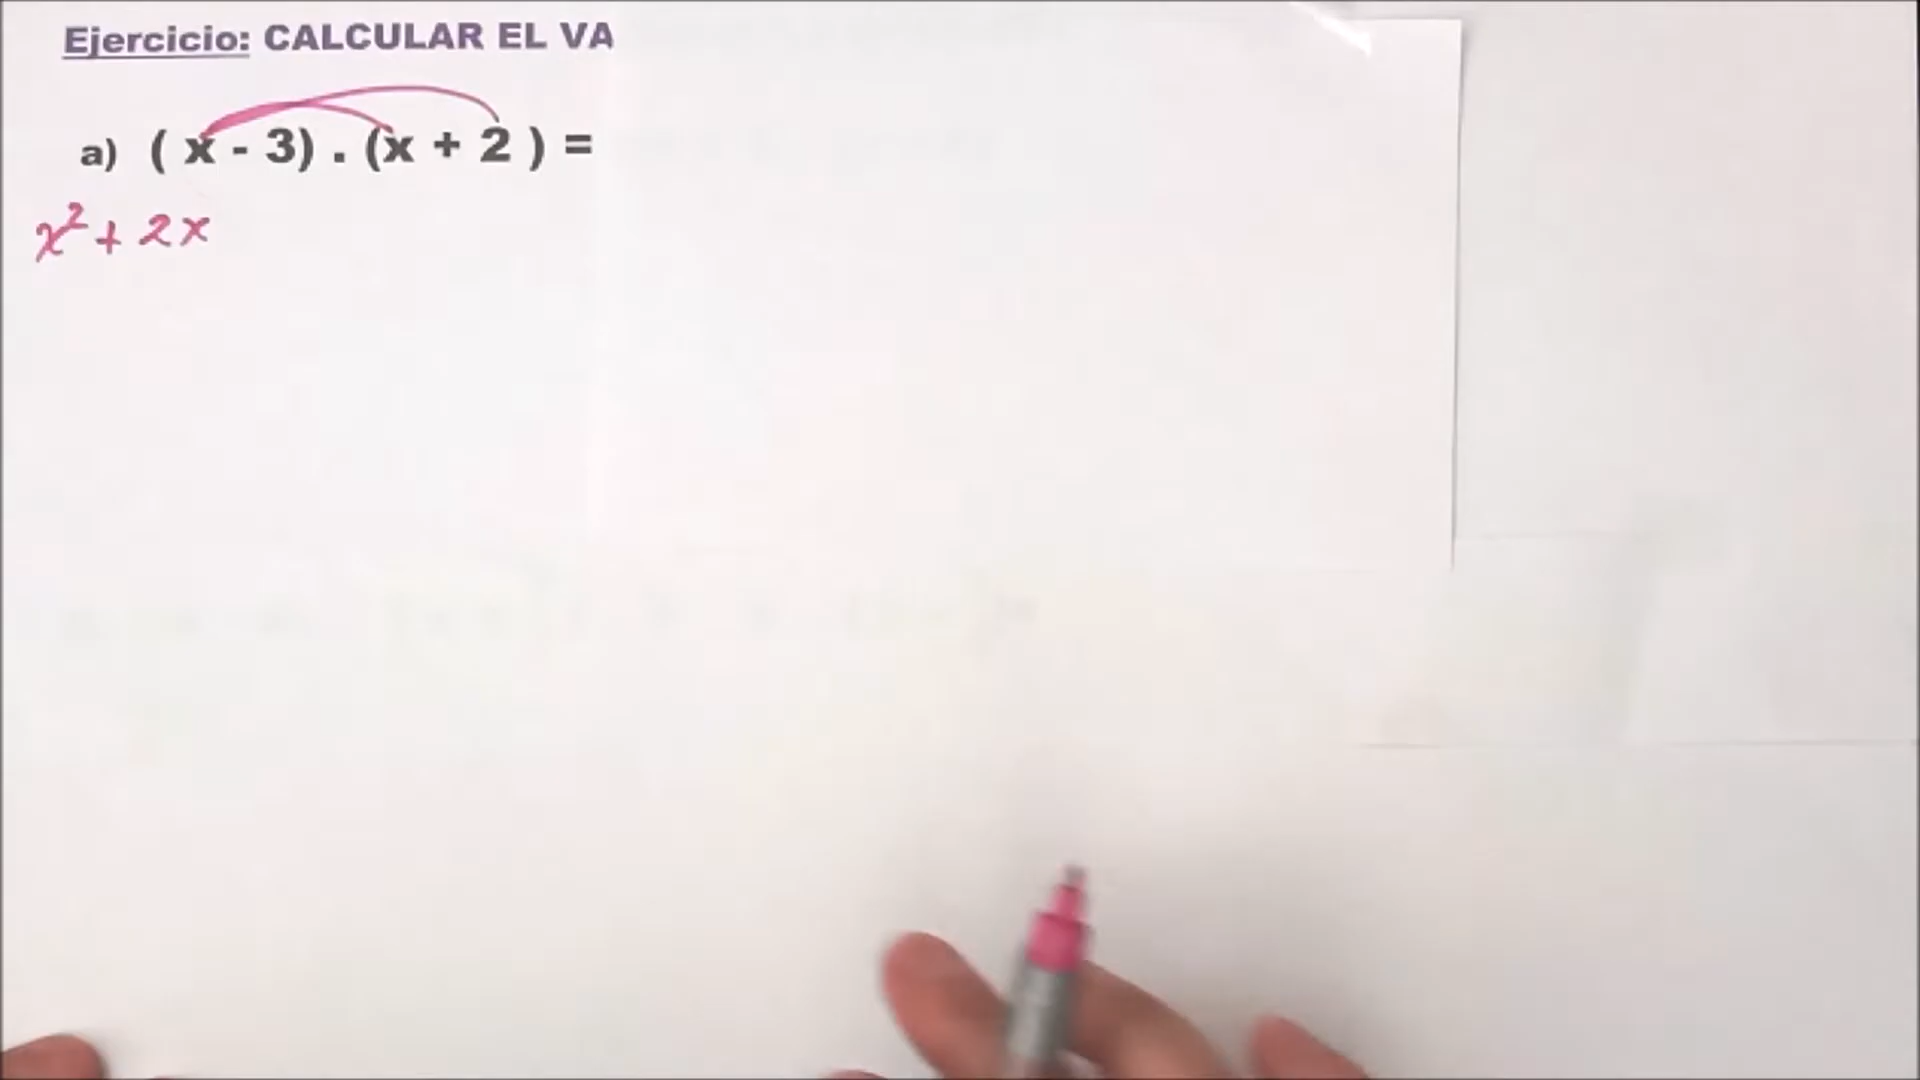 Ejercicio: CALCULAR EL VA
a) ( x - 3) . (x + 2 ) =
x² + 2x